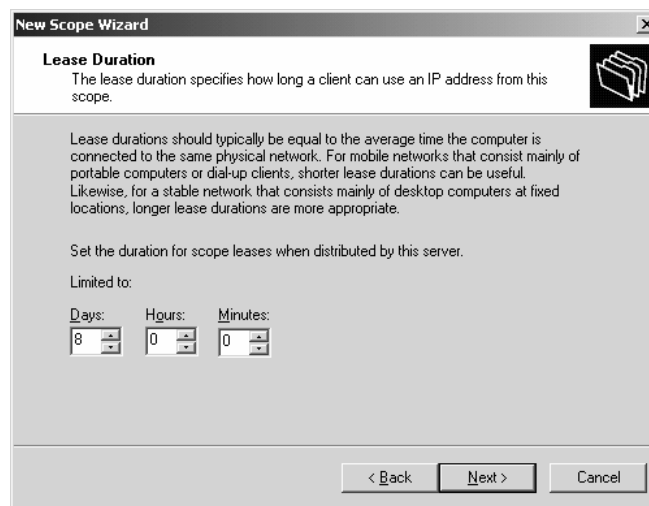 New Scope Wizard
Lease Duration
The lease duration specifies how long a client can use an IP address from this
scope.
Lease durations should typically be equal to the average time the computer is
connected to the same physical network. For mobile networks that consist mainly of
portable computers or dial-up clients, shorter lease durations can be useful.
Likewise, for a stable network that consists mainly of desktop computers at fixed
locations, longer lease durations are more appropriate.
Set the duration for scope leases when distributed by this server.
Limited to:
Days: Hours: Minutes:
8 0 0
< Back Next > Cancel